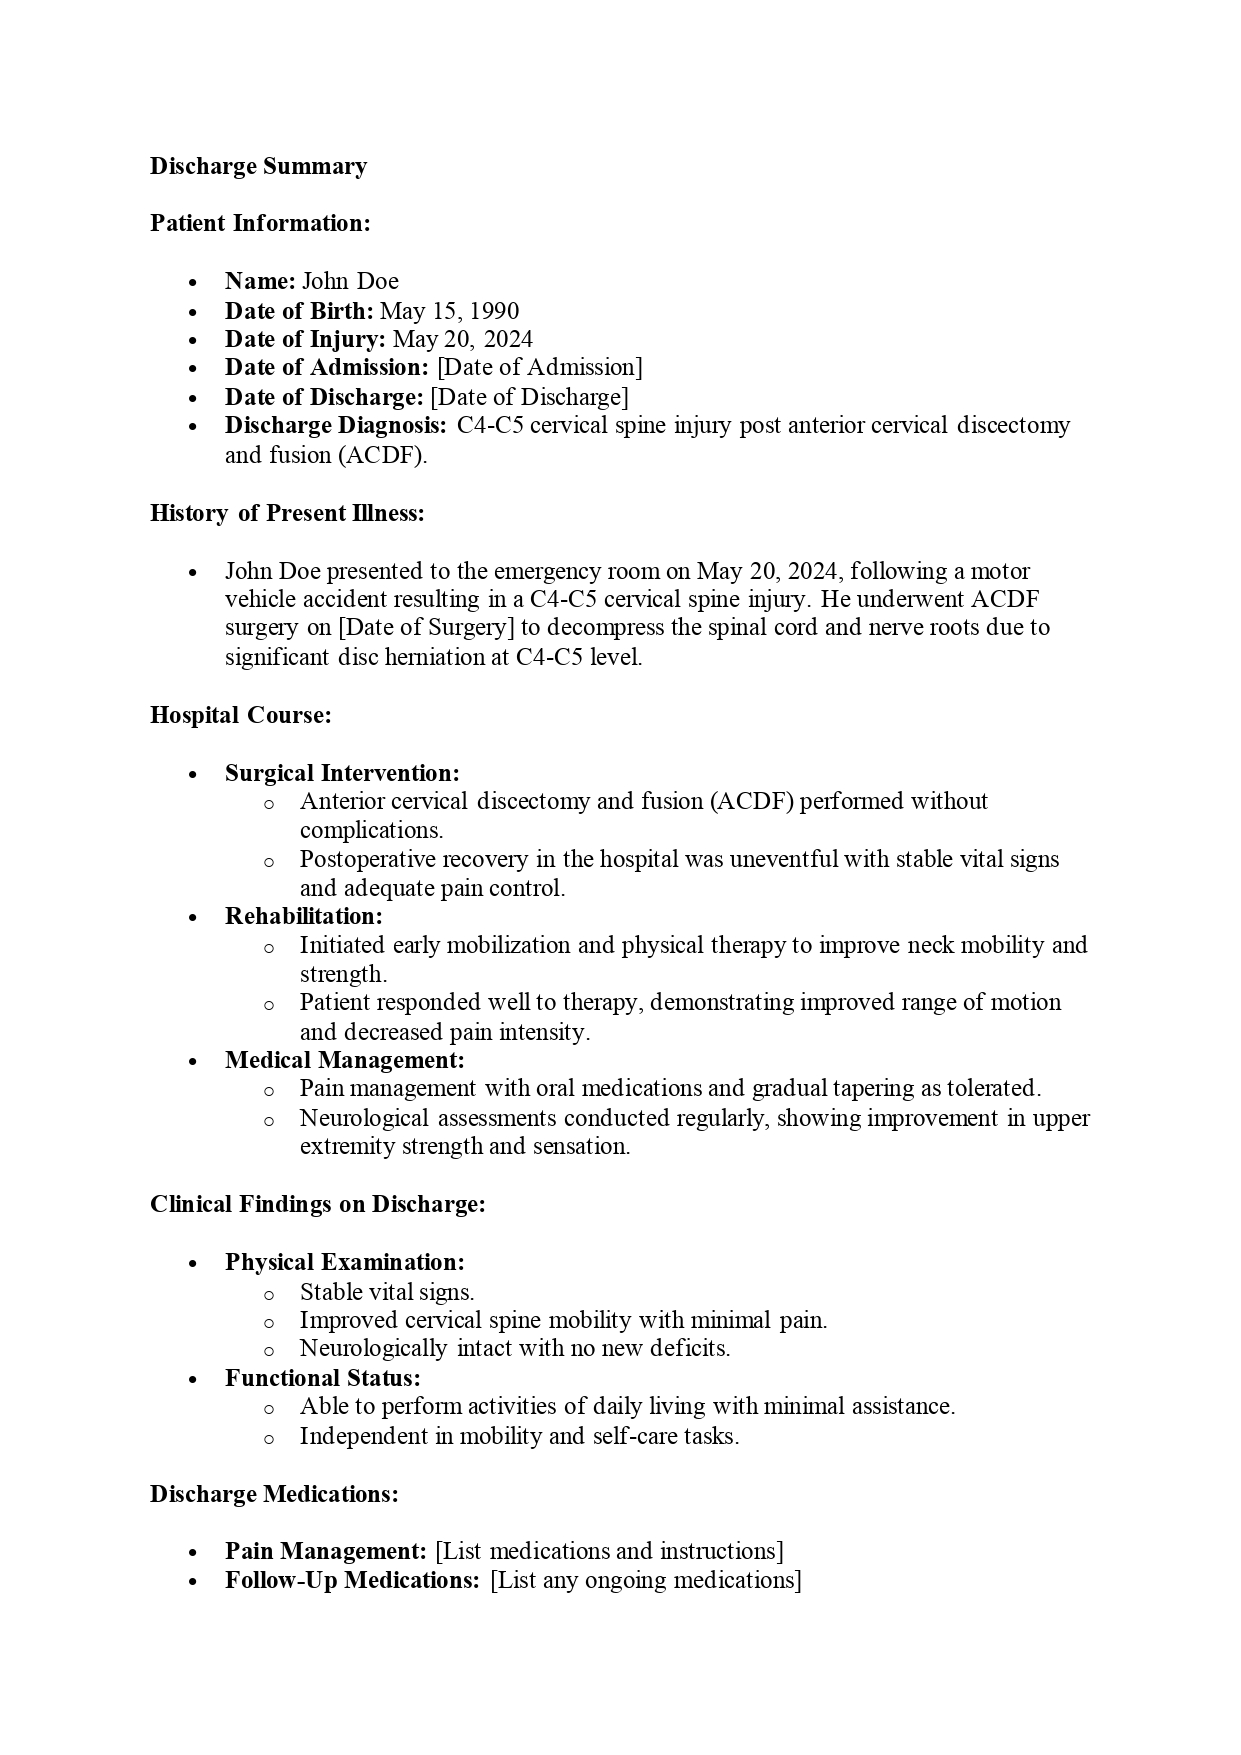 Discharge Summary
Patient Information:
• Name: John Doe
• Date of Birth: May 15, 1990
• Date of Injury: May 20, 2024
• Date of Admission: [Date of Admission]
• Date of Discharge: [Date of Discharge]
• Discharge Diagnosis: C4-C5 cervical spine injury post anterior cervical discectomy
and fusion (ACDF).
History of Present Illness:
• John Doe presented to the emergency room on May 20, 2024, following a motor
vehicle accident resulting in a C4-C5 cervical spine injury. He underwent ACDF
surgery on [Date of Surgery] to decompress the spinal cord and nerve roots due to
significant disc herniation at C4-C5 level.
Hospital Course:
• Surgical Intervention:
o Anterior cervical discectomy and fusion (ACDF) performed without
complications.
o Postoperative recovery in the hospital was uneventful with stable vital signs
and adequate pain control.
• Rehabilitation:
o Initiated early mobilization and physical therapy to improve neck mobility and
strength.
o Patient responded well to therapy, demonstrating improved range of motion
and decreased pain intensity.
• Medical Management:
o Pain management with oral medications and gradual tapering as tolerated.
o Neurological assessments conducted regularly, showing improvement in upper
extremity strength and sensation.
Clinical Findings on Discharge:
• Physical Examination:
o Stable vital signs.
o Improved cervical spine mobility with minimal pain.
o Neurologically intact with no new deficits.
• Functional Status:
o Able to perform activities of daily living with minimal assistance.
o Independent in mobility and self-care tasks.
Discharge Medications:
• Pain Management: [List medications and instructions]
• Follow-Up Medications: [List any ongoing medications]